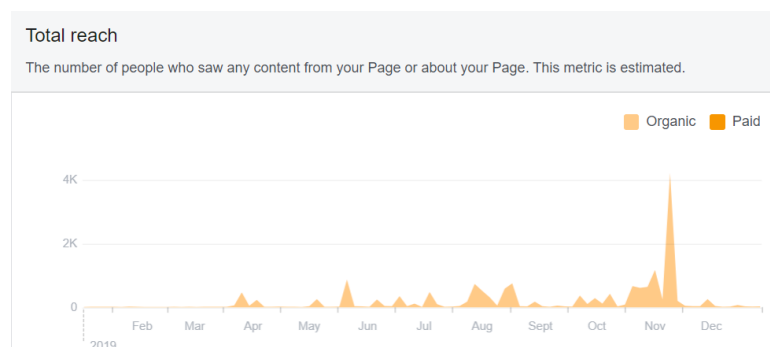 Total reach
The number of people who saw any content from your Page or about your Page. This metric is estimated.
Organic Paid
4K
2K
0
Feb Mar Apr May Jun Jul Aug Sept Oct Nov Dec
2019